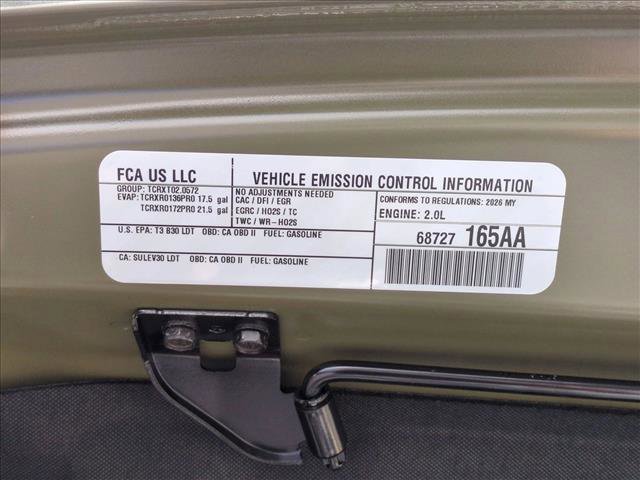 FCA US LLC
GROUP: TCRXT02.0572
EVAP: TCRXR0136PR0 17.5 gal
TCRXR0172PR0 21.5 gal
U.S. EPA: T3 B30 LDT OBD: CA OBD II FUEL: GASOLINE
CA: SULEV30 LDT OBD: CA OBD II FUEL: GASOLINE
VEHICLE EMISSION CONTROL INFORMATION
NO ADJUSTMENTS NEEDED
CAC / DFI / EGR
EGRC / HO2S / TC
TWC / WR-HO2S
CONFORMS TO REGULATIONS: 2026 MY
ENGINE: 2.0L
68727 165AA